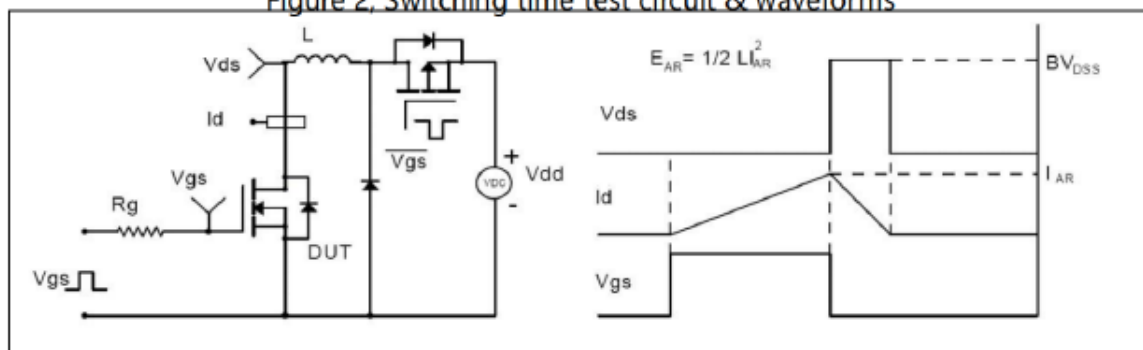 Figure 2, Switching time test circuit & waveforms
L
Vds
Id
Vgs
Rg
Vgs
DUT
Vgs
VDC
+
-
Vdd
E_AR = 1/2 LI_AR^2
BV_DSS
Vds
I_AR
Id
Vgs